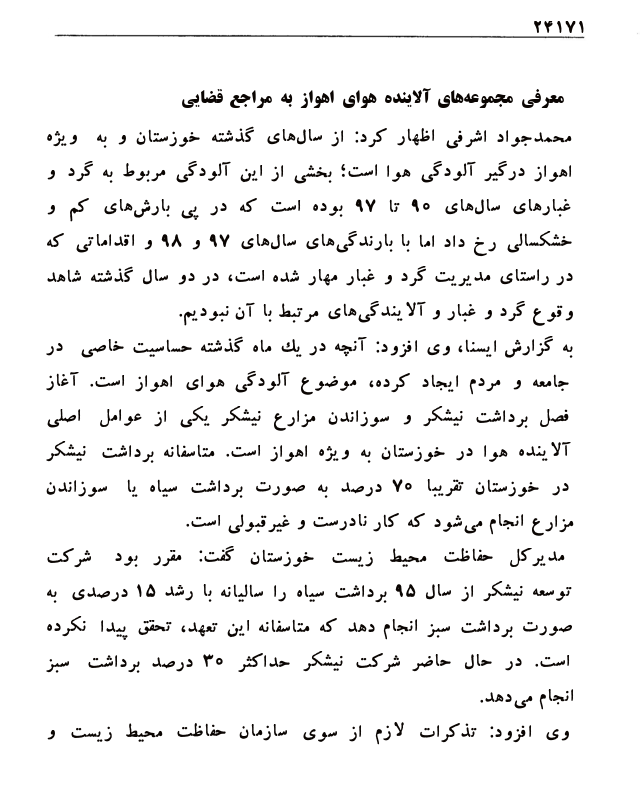 ۲۴۱۷۱
معرفی مجموعه‌های آلاینده هوای اهواز به مراجع قضایی
محمدجواد اشرفی اظهار کرد: از سال‌های گذشته خوزستان و به ویژه
اهواز درگیر آلودگی هوا است؛ بخشی از این آلودگی مربوط به گرد و
غبارهای سال‌های ۹۰ تا ۹۷ بوده است که در پی بارش‌های کم و
خشکسالی رخ داد اما با بارندگی‌های سال‌های ۹۷ و ۹۸ و اقداماتی که
در راستای مدیریت گرد و غبار مهار شده است، در دو سال گذشته شاهد
وقوع گرد و غبار و آلایندگی‌های مرتبط با آن نبودیم.
به گزارش ایسنا، وی افزود: آنچه در یك ماه گذشته حساسیت خاصی در
جامعه و مردم ایجاد کرده، موضوع آلودگی هوای اهواز است. آغاز
فصل برداشت نیشکر و سوزاندن مزارع نیشکر یکی از عوامل اصلی
آلاینده هوا در خوزستان به ویژه اهواز است. متاسفانه برداشت نیشکر
در خوزستان تقریبا ۷۰ درصد به صورت برداشت سیاه یا سوزاندن
مزارع انجام می‌شود که کار نادرست و غیرقبولی است.
مدیرکل حفاظت محیط زیست خوزستان گفت: مقرر بود شرکت
توسعه نیشکر از سال ۹۵ برداشت سیاه را سالیانه با رشد ۱۵ درصدی به
صورت برداشت سبز انجام دهد که متاسفانه این تعهد، تحقق پیدا نکرده
است. در حال حاضر شرکت نیشکر حداکثر ۳۰ درصد برداشت سبز
انجام می‌دهد.
وی افزود: تذکرات لازم از سوی سازمان حفاظت محیط زیست و